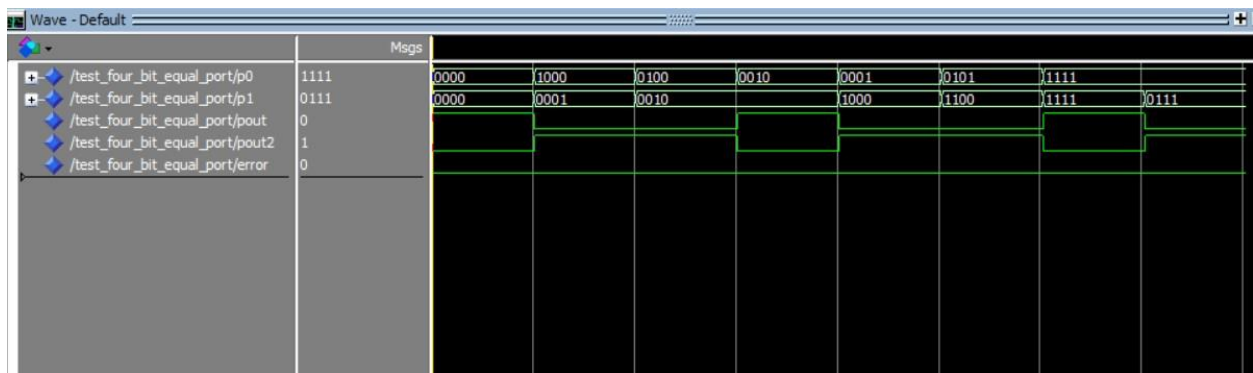 Wave - Default
Msgs
/test_four_bit_equal_port/p0 1111 0000 1000 0100 0010 0001 0101 1111
/test_four_bit_equal_port/p1 0111 0000 0001 0010 1000 1100 1111 0111
/test_four_bit_equal_port/pout 0
/test_four_bit_equal_port/pout2 1
/test_four_bit_equal_port/error 0